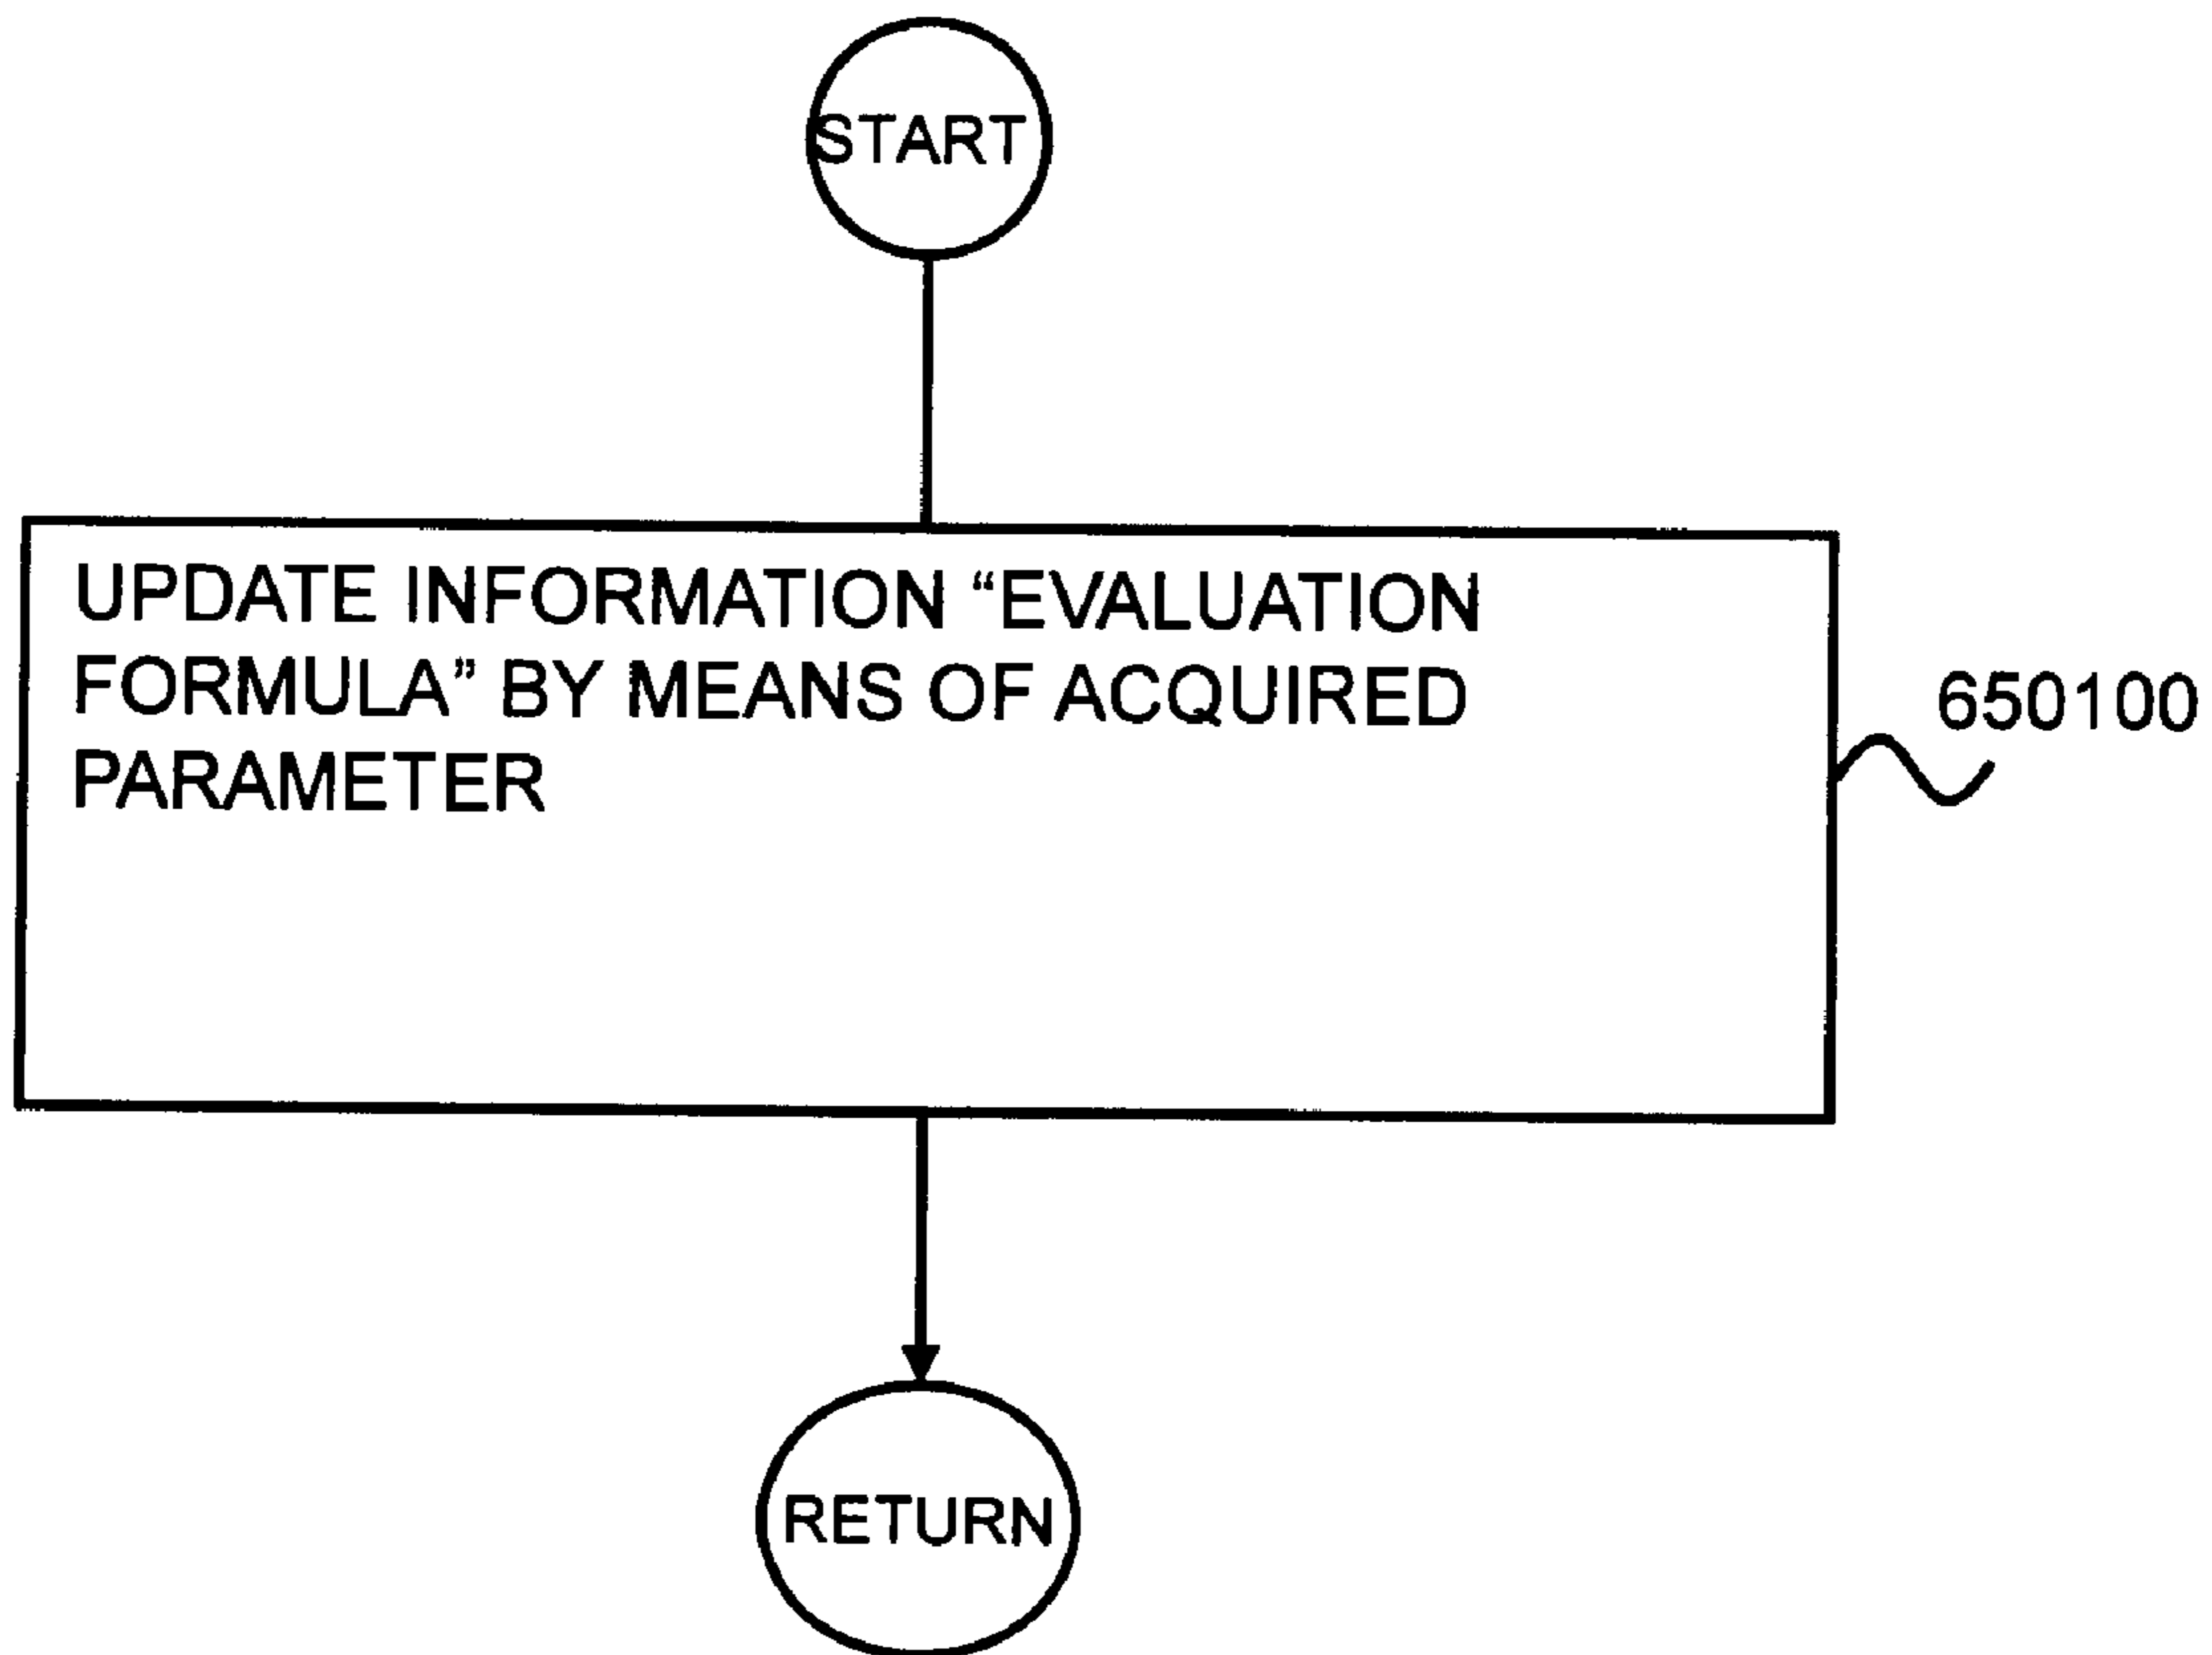 START
UPDATE INFORMATION “EVALUATION
FORMULA” BY MEANS OF ACQUIRED
PARAMETER
650100
RETURN